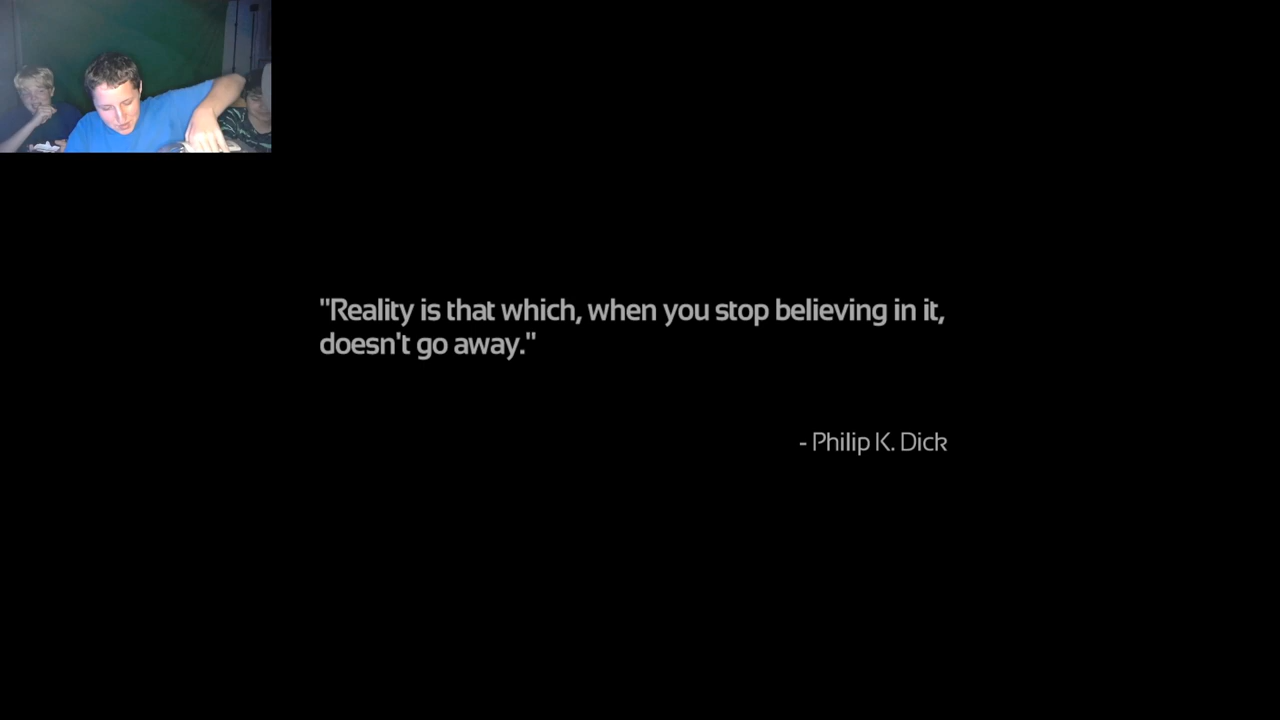 "Reality is that which, when you stop believing in it,
doesn't go away."
- Philip K. Dick